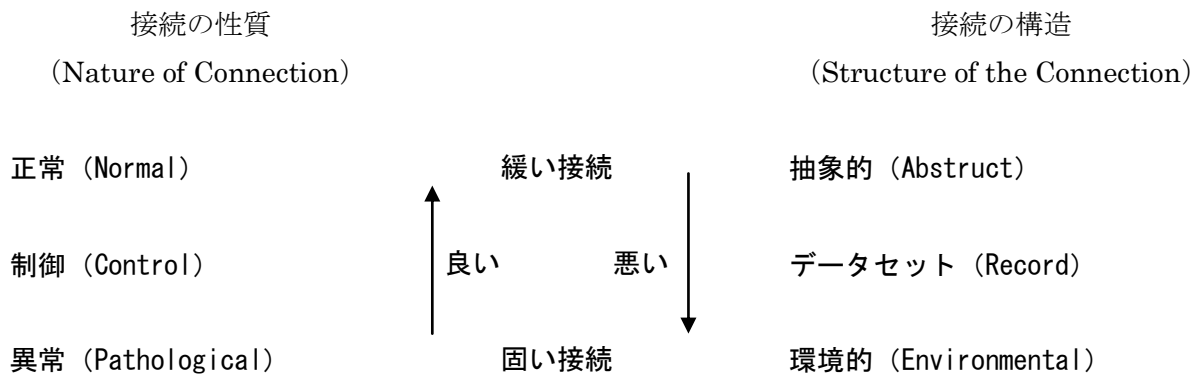 接続の性質 接続の構造
（Nature of Connection） （Structure of the Connection）
正常（Normal） 緩い接続 抽象的（Abstruct）
制御（Control） 良い 悪い データセット（Record）
異常（Pathological） 固い接続 環境的（Environmental）